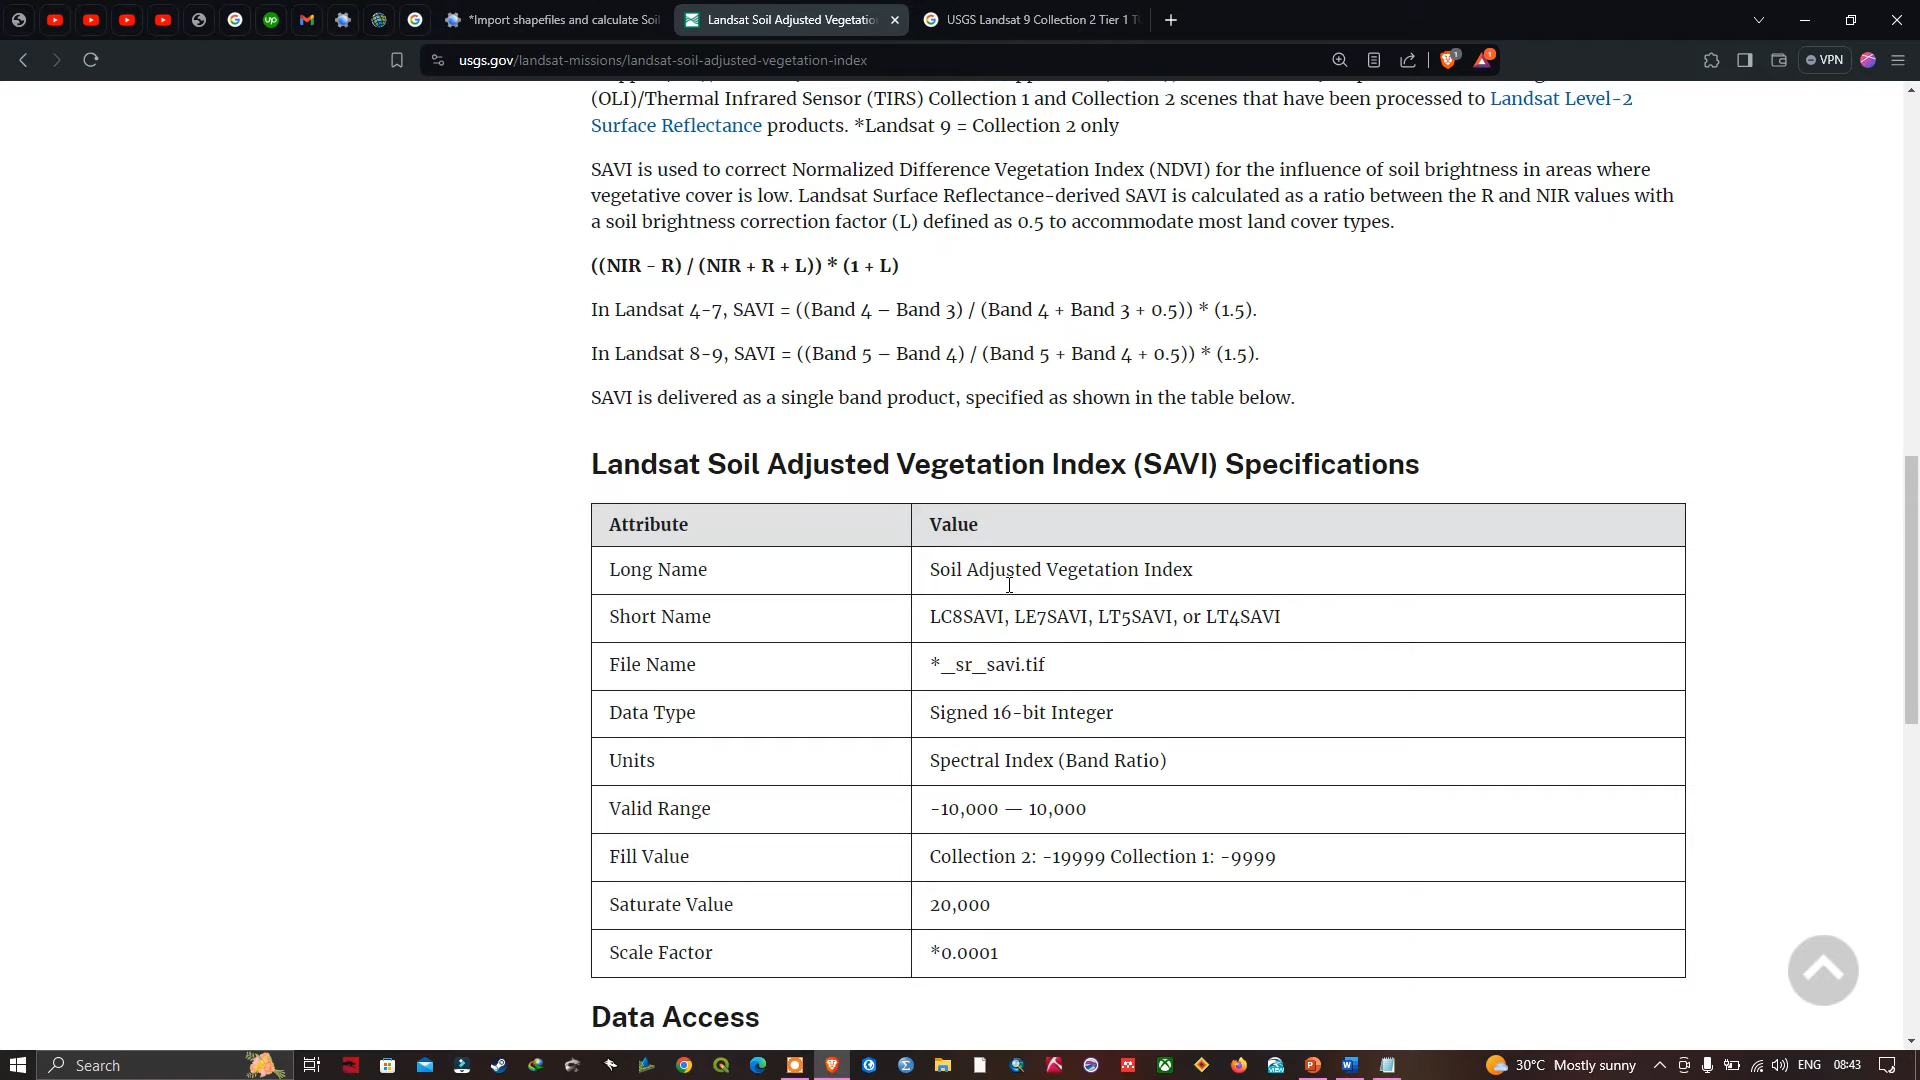 *Import shapefiles and calculate Soil
Landsat Soil Adjusted Vegetation
USGS Landsat 9 Collection 2 Tier 1
usgs.gov/landsat-missions/landsat-soil-adjusted-vegetation-index
1
1
VPN
(OLI)/Thermal Infrared Sensor (TIRS) Collection 1 and Collection 2 scenes that have been processed to Landsat Level-2
Surface Reflectance products. *Landsat 9 = Collection 2 only
SAVI is used to correct Normalized Difference Vegetation Index (NDVI) for the influence of soil brightness in areas where
vegetative cover is low. Landsat Surface Reflectance-derived SAVI is calculated as a ratio between the R and NIR values with
a soil brightness correction factor (L) defined as 0.5 to accommodate most land cover types.
((NIR - R) / (NIR + R + L)) * (1 + L)
In Landsat 4-7, SAVI = ((Band 4 – Band 3) / (Band 4 + Band 3 + 0.5)) * (1.5).
In Landsat 8-9, SAVI = ((Band 5 – Band 4) / (Band 5 + Band 4 + 0.5)) * (1.5).
SAVI is delivered as a single band product, specified as shown in the table below.
Landsat Soil Adjusted Vegetation Index (SAVI) Specifications
Attribute Value
Long Name Soil Adjusted Vegetation Index
Short Name LC8SAVI, LE7SAVI, LT5SAVI, or LT4SAVI
File Name *_sr_savi.tif
Data Type Signed 16-bit Integer
Units Spectral Index (Band Ratio)
Valid Range -10,000 — 10,000
Fill Value Collection 2: -19999 Collection 1: -9999
Saturate Value 20,000
Scale Factor *0.0001
Data Access
Search
30°C Mostly sunny
ENG
08:43